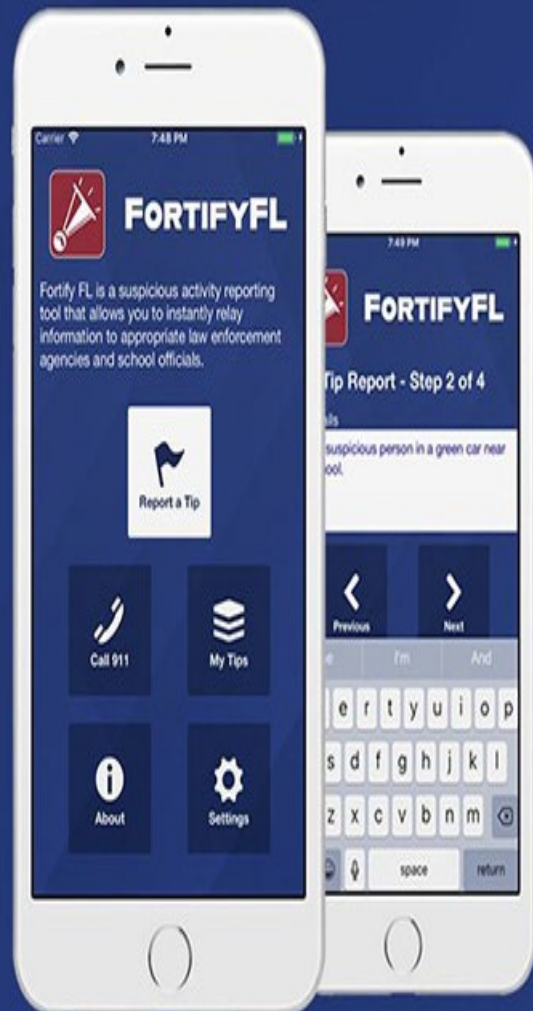 Carrier 7:48 PM
FORTIFYFL
Fortify FL is a suspicious activity reporting
tool that allows you to instantly relay
information to appropriate law enforcement
agencies and school officials.
Report a Tip
Call 911
My Tips
About
Settings
7:49 PM
FORTIFYFL
Tip Report - Step 2 of 4
suspicious person in a green car near
Previous
Next
I'm
And
e r t y u i o p
s d f g h j k l
z x c v b n m
space
return